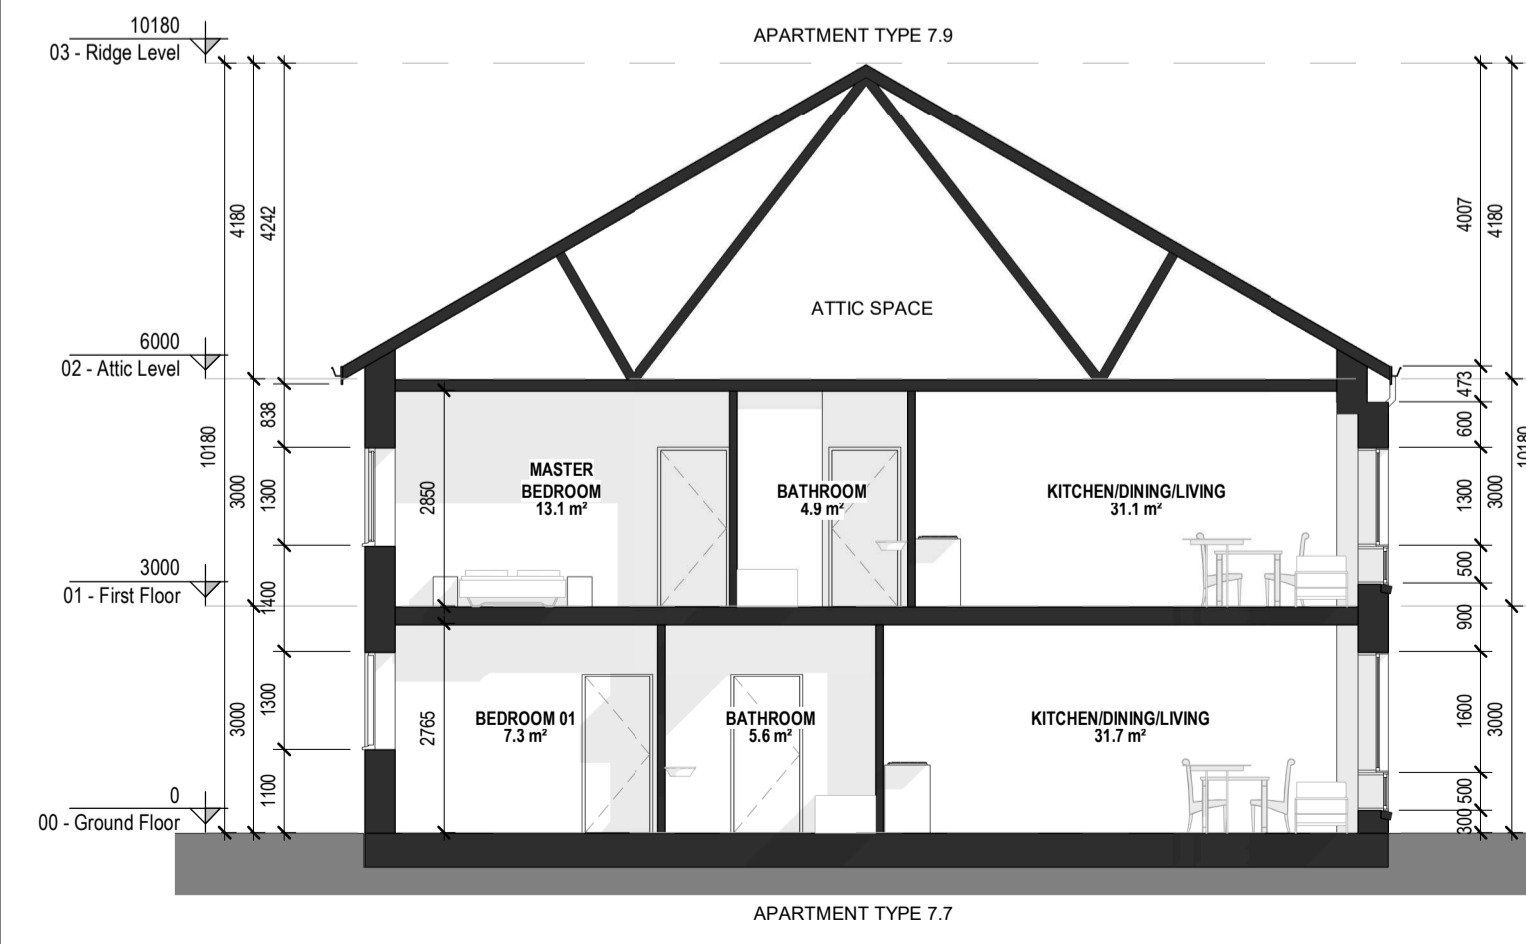 APARTMENT TYPE 7.9
10180
03 - Ridge Level
4180
4242
4007
4180
ATTIC SPACE
6000
02 - Attic Level
473
838
600
10180
10180
MASTER
BEDROOM
13.1 m²
BATHROOM
4.9 m²
KITCHEN/DINING/LIVING
31.1 m²
3000
1300
2850
1300
3000
500
3000
01 - First Floor
1400
900
BEDROOM 01
7.3 m²
BATHROOM
5.6 m²
KITCHEN/DINING/LIVING
31.7 m²
3000
1300
2765
1600
3000
1100
500
300
0
00 - Ground Floor
APARTMENT TYPE 7.7